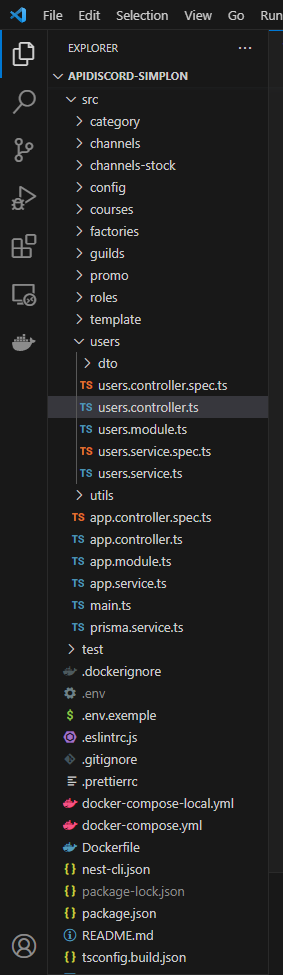 File Edit Selection View Go Run
EXPLORER
APIDISCORD-SIMPLON
src
category
channels
channels-stock
config
courses
factories
guilds
promo
roles
template
users
dto
TS users.controller.spec.ts
TS users.controller.ts
TS users.module.ts
TS users.service.spec.ts
TS users.service.ts
utils
TS app.controller.spec.ts
TS app.controller.ts
TS app.module.ts
TS app.service.ts
TS main.ts
TS prisma.service.ts
test
.dockerignore
.env
$ .env.exemple
.eslintrc.js
.gitignore
.prettierrc
docker-compose-local.yml
docker-compose.yml
Dockerfile
{} nest-cli.json
{} package-lock.json
{} package.json
README.md
{} tsconfig.build.json